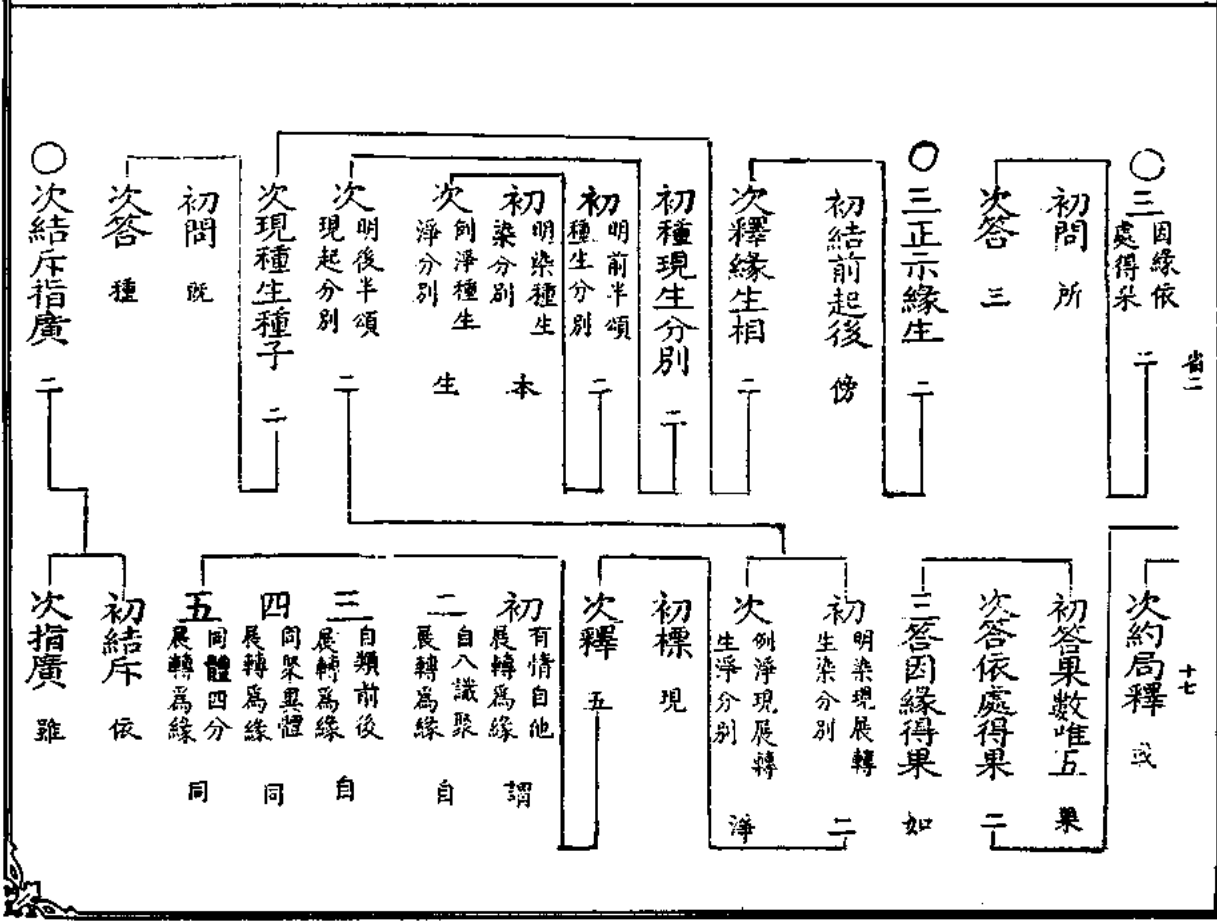 ○三因緣依處得果 二
初問 所
次答 三
○三正示緣生 二
初結前起後 傍
次釋緣生相 二
初種現生分別 二
初明前半頌種生分別 二
初明染種生染分別 本
次例淨種生淨分別 生
次明後半頌現起分別 二
次現種生種子 二
初問 既
次答 種
○次結斥指廣 二
省二
十七
次約局釋 或
初答果數唯五 果
次答依處得果 二
三答因緣得果 如
初明染現展轉生染分別 二
次例淨現展轉生淨分別 淨
初標 現
次釋 五
初有情自他展轉爲緣 謂
二自八識聚展轉爲緣 自
三自類前後展轉爲緣 自
四同聚異體展轉爲緣 同
五同體四分展轉爲緣 同
初結斥 依
次指廣 雖